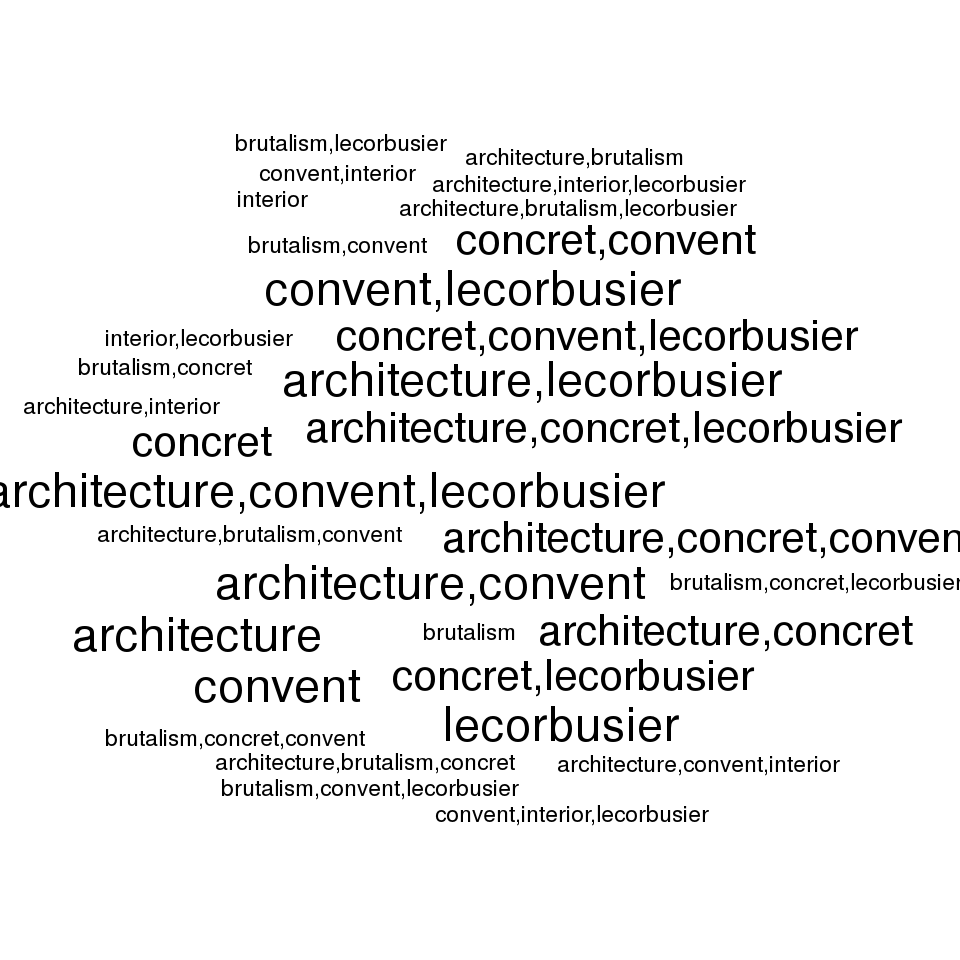 brutalism,lecorbusier
architecture,brutalism
convent,interior
architecture,interior,lecorbusier
interior
architecture,brutalism,lecorbusier
brutalism,convent
concret,convent
convent,lecorbusier
interior,lecorbusier
concret,convent,lecorbusier
brutalism,concret
architecture,lecorbusier
architecture,interior
architecture,concret,lecorbusier
concret
architecture,convent,lecorbusier
architecture,brutalism,convent
architecture,concret,conven
architecture,convent
brutalism,concret,lecorbusier
architecture
brutalism
architecture,concret
convent
concret,lecorbusier
lecorbusier
brutalism,concret,convent
architecture,brutalism,concret
architecture,convent,interior
brutalism,convent,lecorbusier
convent,interior,lecorbusier